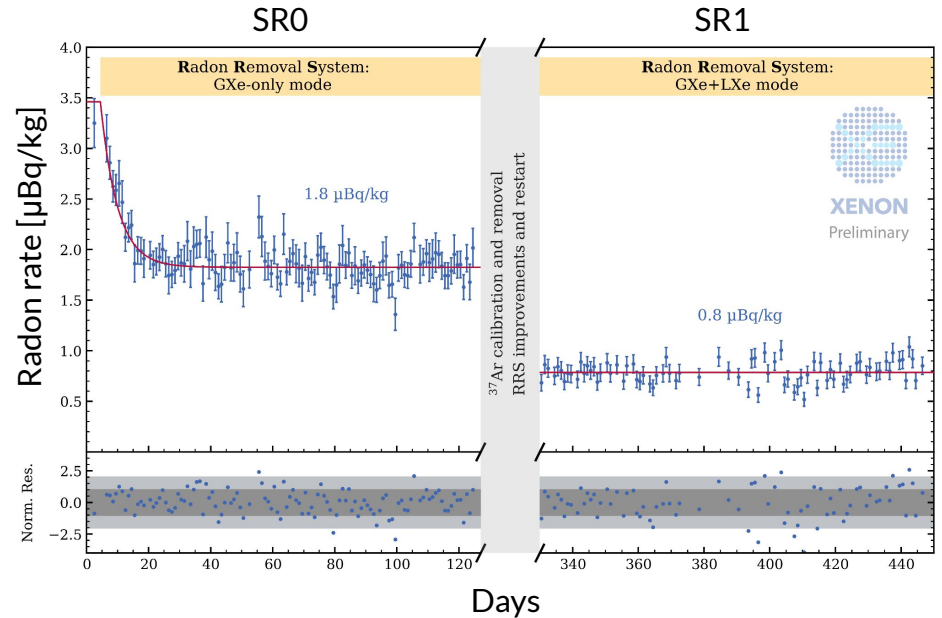 SR0
SR1
Radon Removal System:
GXe-only mode
Radon Removal System:
GXe+LXe mode
Radon rate [µBq/kg]
4.0
3.5
3.0
2.5
2.0
1.5
1.0
0.5
1.8 µBq/kg
0.8 µBq/kg
³⁷Ar calibration and removal
RRS improvements and restart
XENON
Preliminary
Norm. Res.
2.5
0.0
−2.5
0 20 40 60 80 100 120
340 360 380 400 420 440
Days